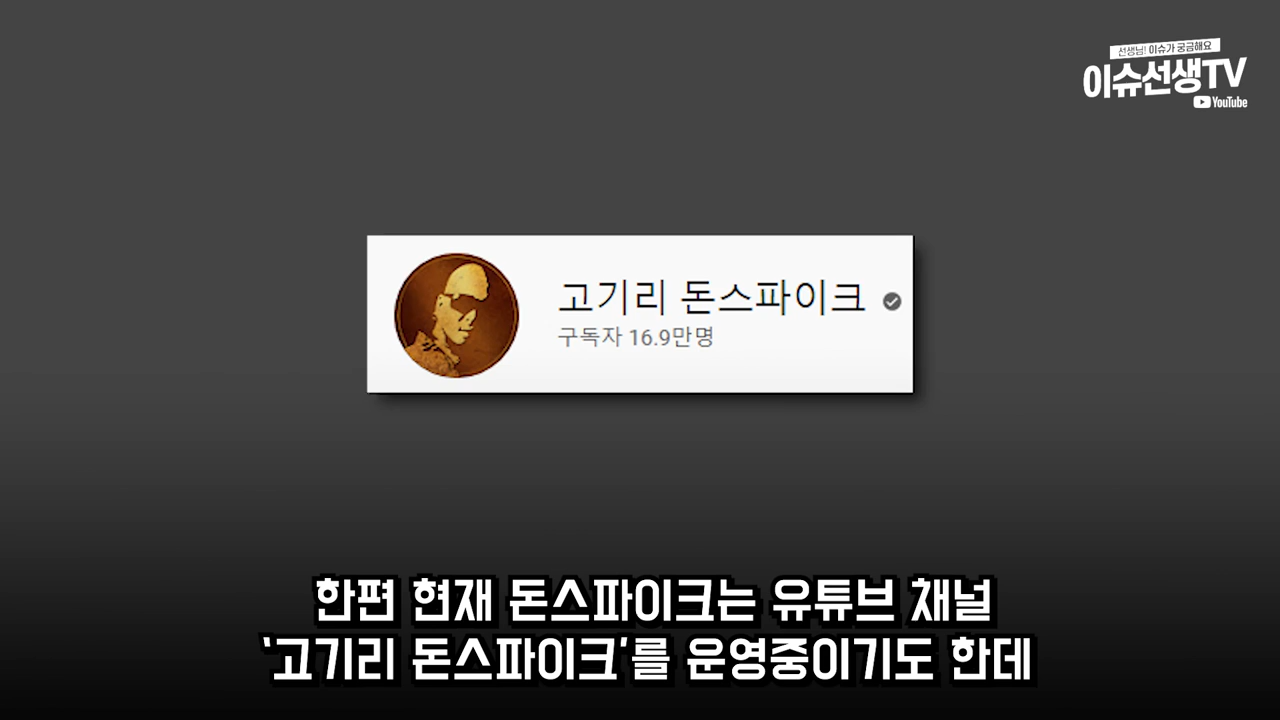 선생님! 이슈가 궁금해요
이슈선생TV
YouTube
고기리 돈스파이크
구독자 16.9만명
한편 현재 돈스파이크는 유튜브 채널
‘고기리 돈스파이크’를 운영중이기도 한데